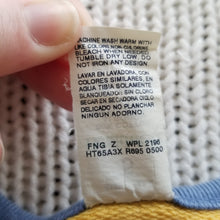 MACHINE WASH WARM WITH
LIKE COLORS NON-CHLORINE
BLEACH WHEN NEEDED
TUMBLE DRY LOW DO
NOT IRON DESIGN
LAVAR EN LAVADORA, CON
COLORES SIMILARES, EN
AGUA TIBIA SOLAMENTE
BLANQUEADOR SIN CLORO
SECAR EN SECADORA CICLO
DELICADO NO PLANCHAR
NINGUN ADORNO
FNG Z WPL 2196
HT65A3X R695 0500